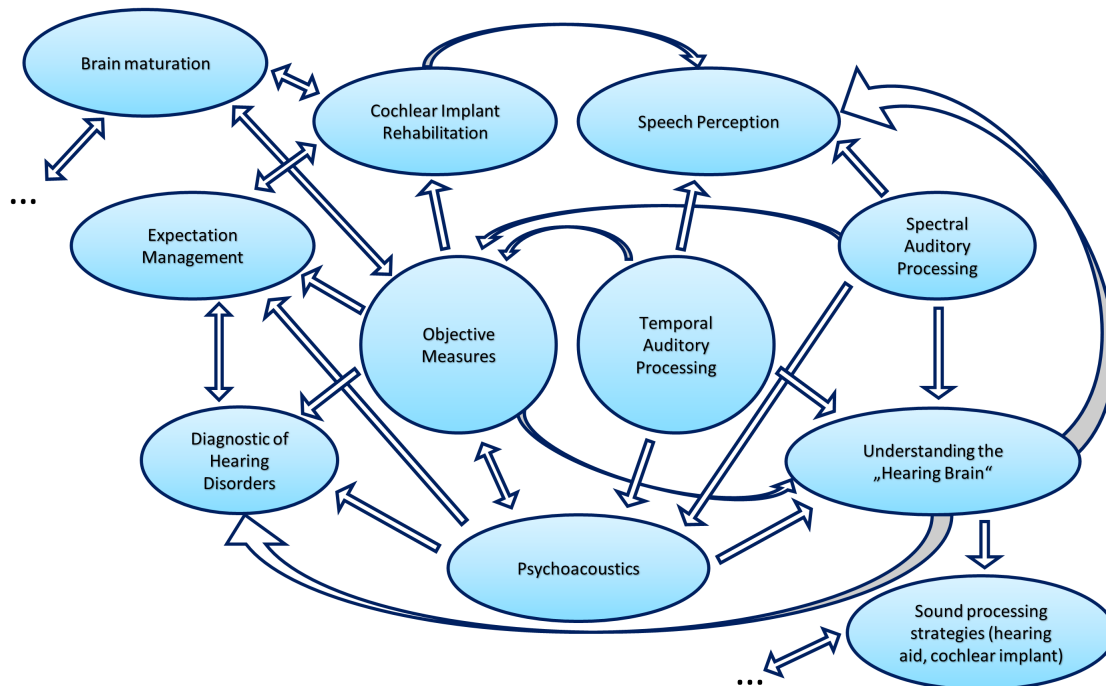 Brain maturation
Cochlear Implant
Rehabilitation
Speech Perception
...
Expectation
Management
Spectral
Auditory
Processing
Objective
Measures
Temporal
Auditory
Processing
Diagnostic of
Hearing
Disorders
Understanding the
„Hearing Brain“
Psychoacoustics
Sound processing
strategies (hearing
aid, cochlear implant)
...